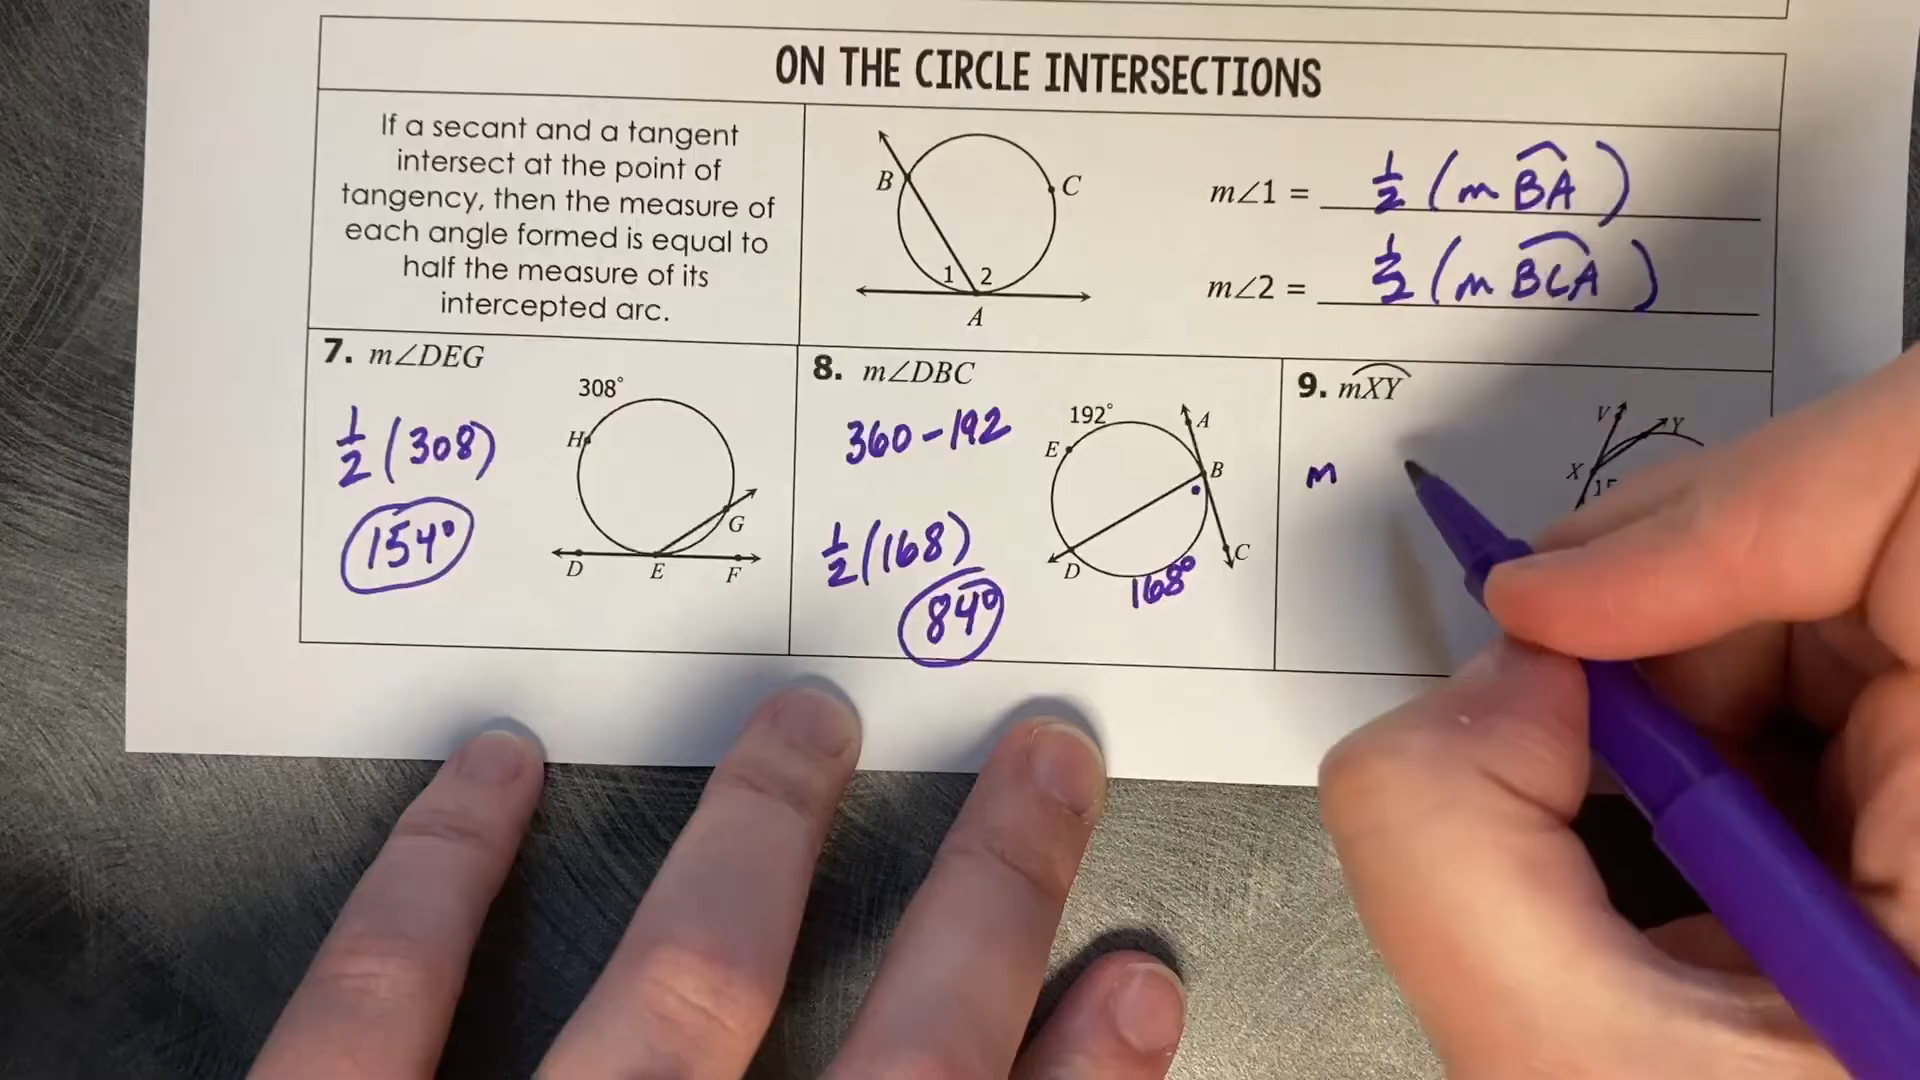 ON THE CIRCLE INTERSECTIONS
If a secant and a tangent
intersect at the point of
tangency, then the measure of
each angle formed is equal to
half the measure of its
intercepted arc.
B
C
1 2
A
m∠1 = 1/2 (m BA)
m∠2 = 1/2 (m BCA)
7. m∠DEG
308°
H
G
D E F
1/2 (308)
154°
8. m∠DBC
360-192
192°
A
E
B
D
C
168°
1/2 (168)
84°
9. mXY
m
V
Y
X